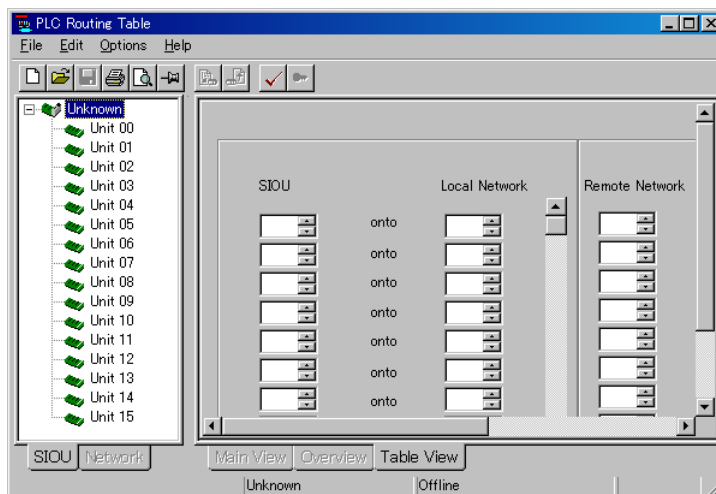 PLC Routing Table
File Edit Options Help
Unknown
Unit 00
Unit 01
Unit 02
Unit 03
Unit 04
Unit 05
Unit 06
Unit 07
Unit 08
Unit 09
Unit 10
Unit 11
Unit 12
Unit 13
Unit 14
Unit 15
SIOU Network
SIOU Local Network Remote Network
onto
onto
onto
onto
onto
onto
onto
Main View Overview Table View
Unknown Offline